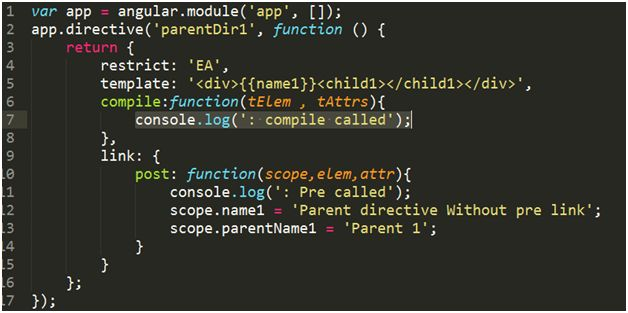 1 var app = angular.module('app', []);
2 app.directive('parentDir1', function () {
3     return {
4         restrict: 'EA',
5         template: '<div>{{name1}}<child1></child1></div>',
6         compile:function(tElem , tAttrs){
7             console.log(': compile called');
8         },
9         link: {
10             post: function(scope,elem,attr){
11                 console.log(': Pre called');
12                 scope.name1 = 'Parent directive Without pre link';
13                 scope.parentName1 = 'Parent 1';
14             }
15         }
16     };
17 });